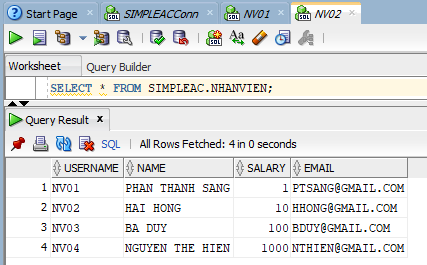 Start Page SIMPLEACConn NV01 NV02
Worksheet Query Builder
SELECT * FROM SIMPLEAC.NHANVIEN;
Query Result x
SQL | All Rows Fetched: 4 in 0 seconds
USERNAME NAME SALARY EMAIL
1 NV01 PHAN THANH SANG 1 PTSANG@GMAIL.COM
2 NV02 HAI HONG 10 HHONG@GMAIL.COM
3 NV03 BA DUY 100 BDUY@GMAIL.COM
4 NV04 NGUYEN THE HIEN 1000 NTHIEN@GMAIL.COM